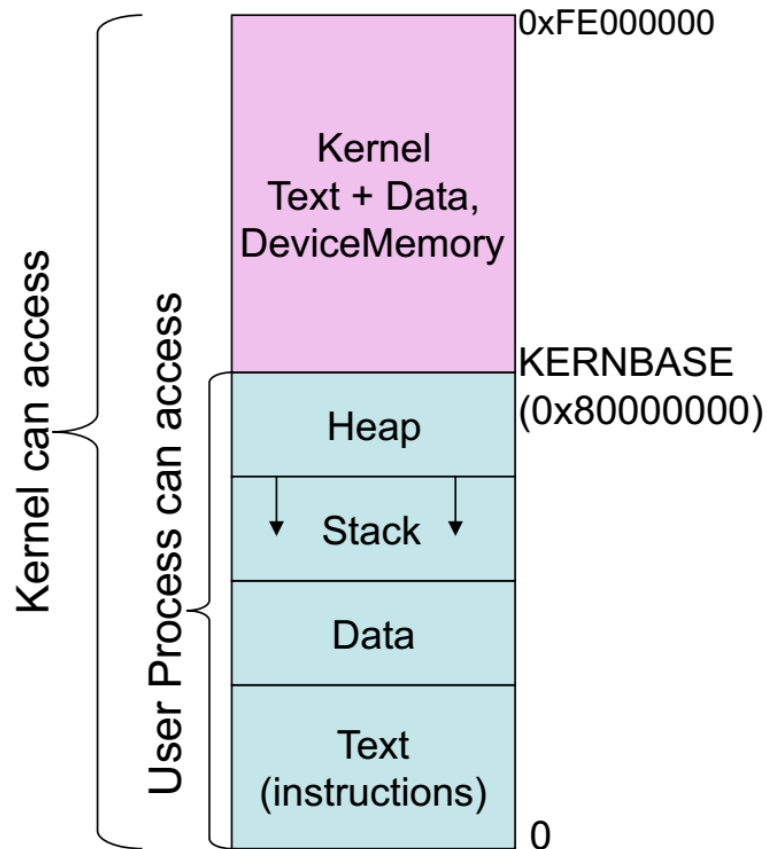 0xFE000000
Kernel
Text + Data,
DeviceMemory
Kernel can access
User Process can access
KERNBASE
(0x80000000)
Heap
Stack
Data
Text
(instructions)
0